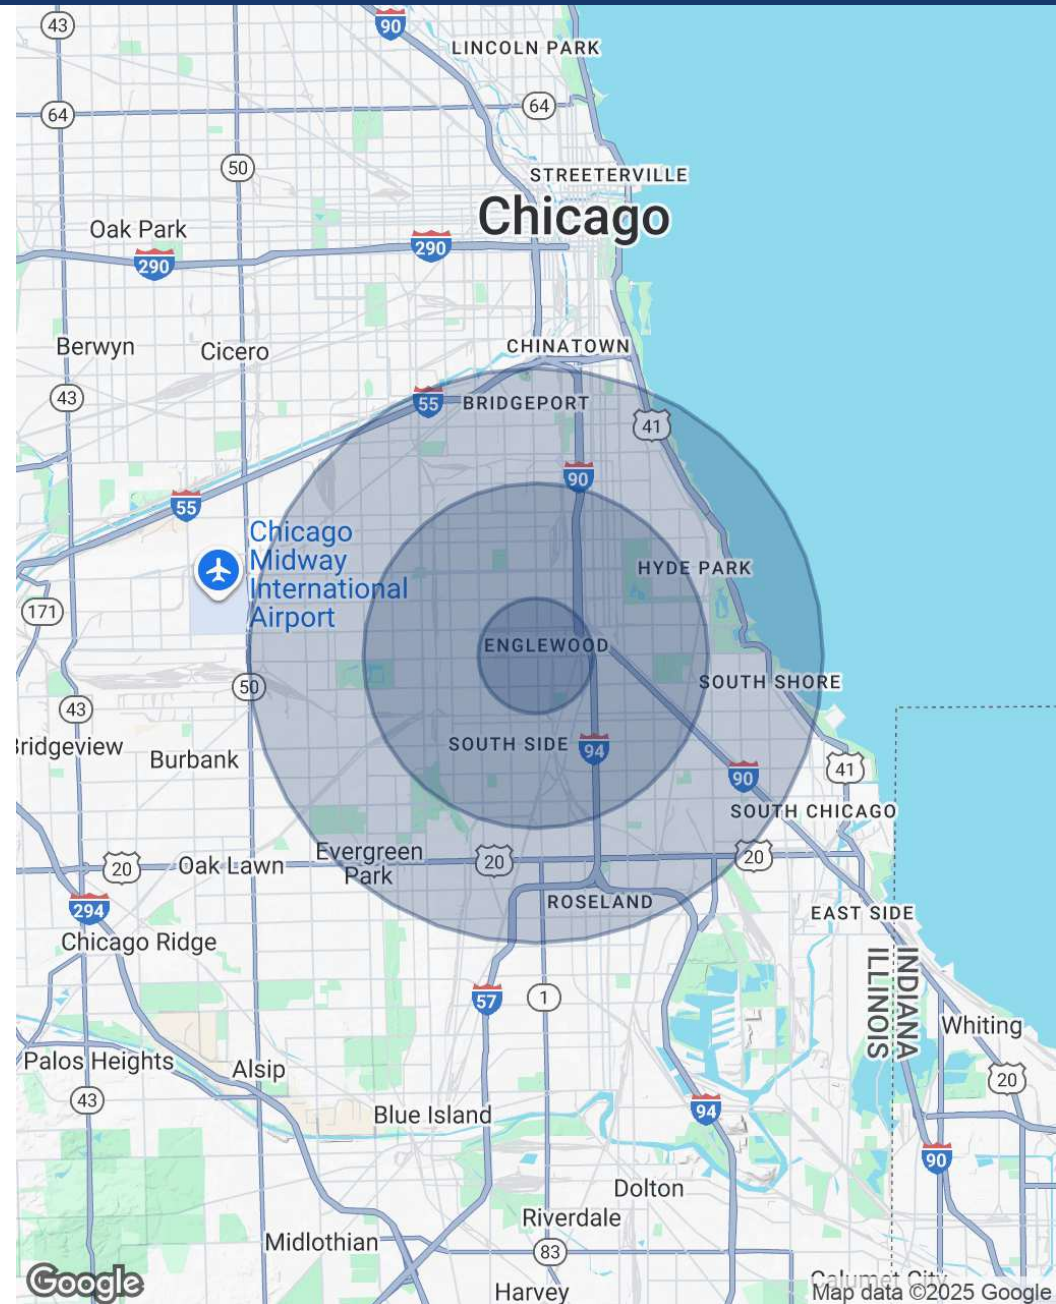 43
90
LINCOLN PARK
64
64
50
STREETERVILLE
Chicago
Oak Park
290
290
CHINATOWN
Berwyn
Cicero
43
55
BRIDGEPORT
41
90
55
Chicago
Midway
International
Airport
HYDE PARK
171
ENGLEWOOD
SOUTH SHORE
50
43
SOUTH SIDE
94
Bridgeview
Burbank
41
90
SOUTH CHICAGO
20
Oak Lawn
Evergreen
Park
20
20
294
ROSELAND
EAST SIDE
Chicago Ridge
INDIANA
ILLINOIS
57
1
Whiting
Palos Heights
Alsip
20
43
Blue Island
94
90
Dolton
Riverdale
Midlothian
83
Google
Harvey
Calumet City
Map data ©2025 Google